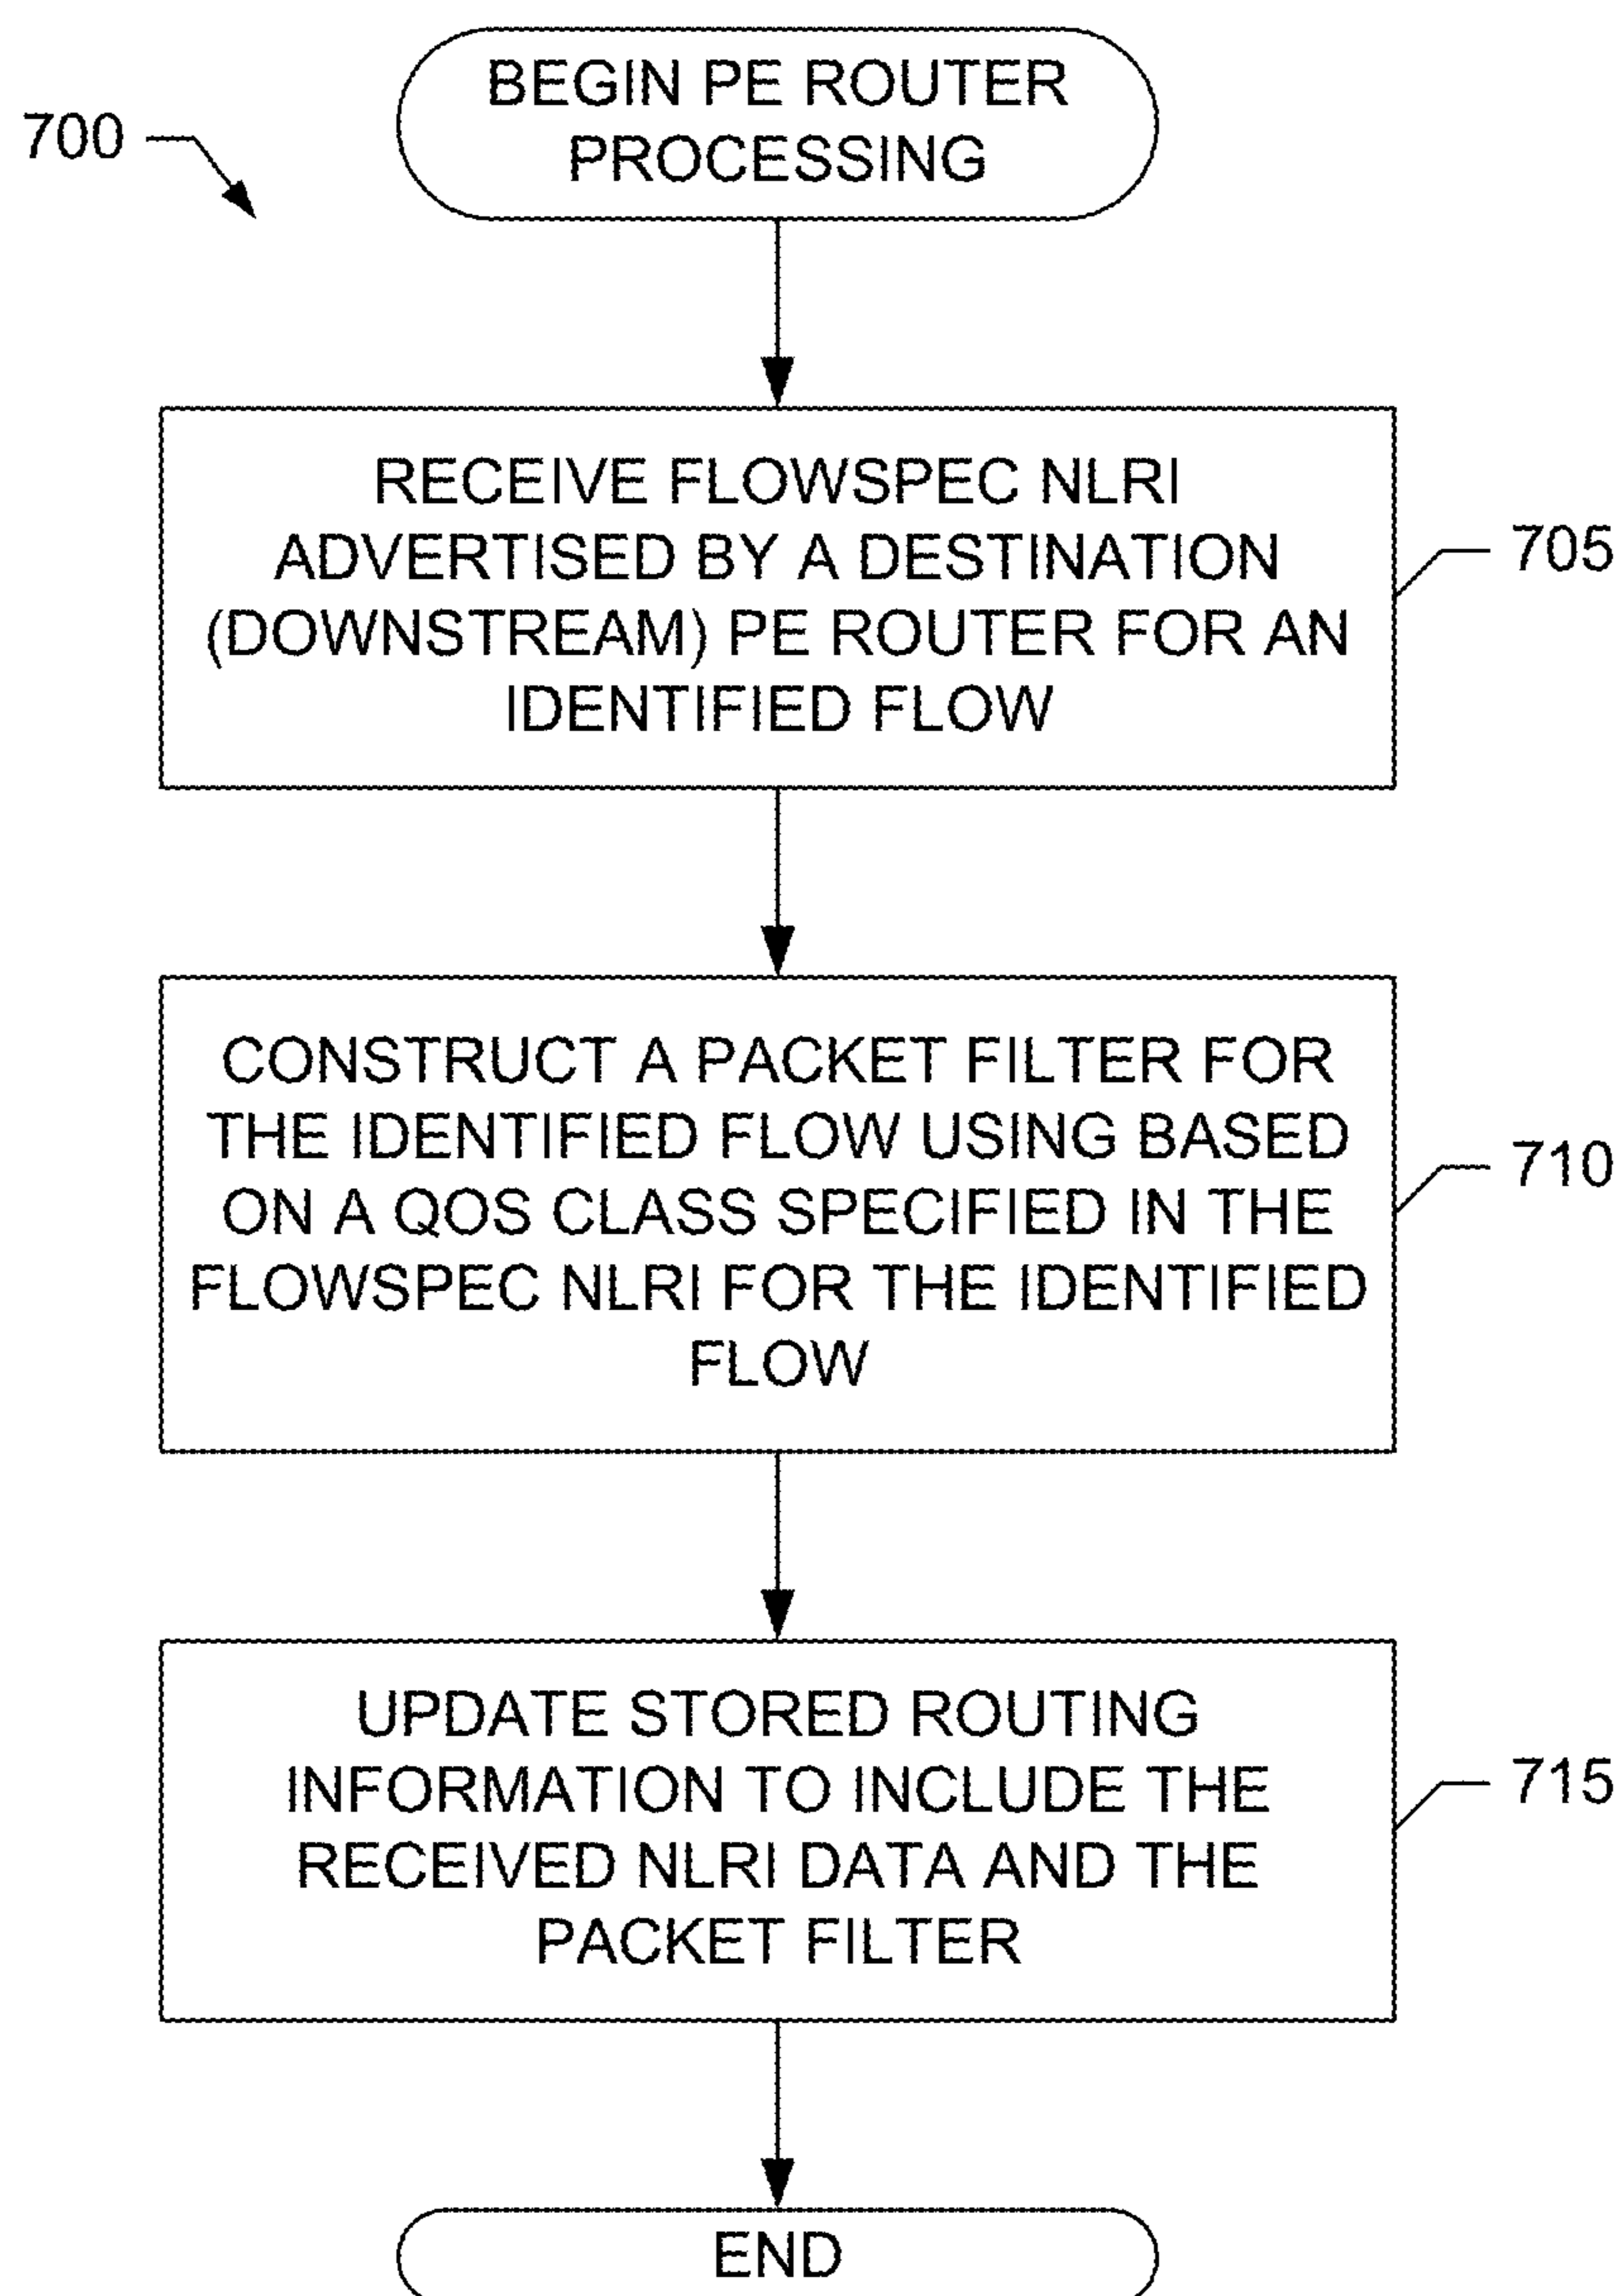 BEGIN PE ROUTER
PROCESSING
700
RECEIVE FLOWSPEC NLRI
ADVERTISED BY A DESTINATION
(DOWNSTREAM) PE ROUTER FOR AN
IDENTIFIED FLOW
705
CONSTRUCT A PACKET FILTER FOR
THE IDENTIFIED FLOW USING BASED
ON A QOS CLASS SPECIFIED IN THE
FLOWSPEC NLRI FOR THE IDENTIFIED
FLOW
710
UPDATE STORED ROUTING
INFORMATION TO INCLUDE THE
RECEIVED NLRI DATA AND THE
PACKET FILTER
715
END